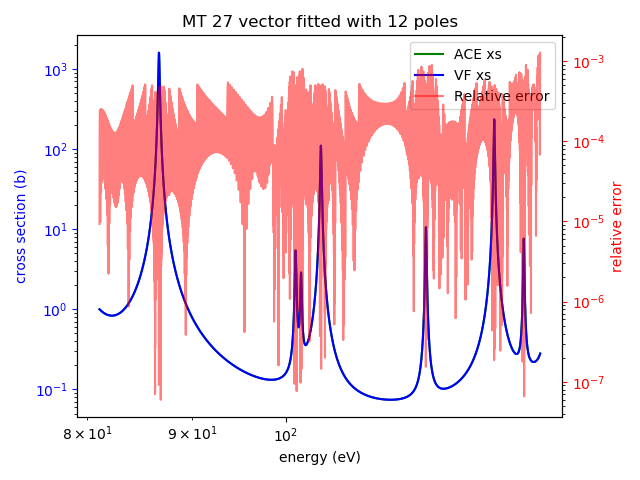 MT 27 vector fitted with 12 poles
ACE xs
VF xs
Relative error
cross section (b)
10³
10²
10¹
10⁰
10⁻¹
10⁻³
10⁻⁴
10⁻⁵
10⁻⁶
10⁻⁷
relative error
8 × 10¹
9 × 10¹
10²
energy (eV)